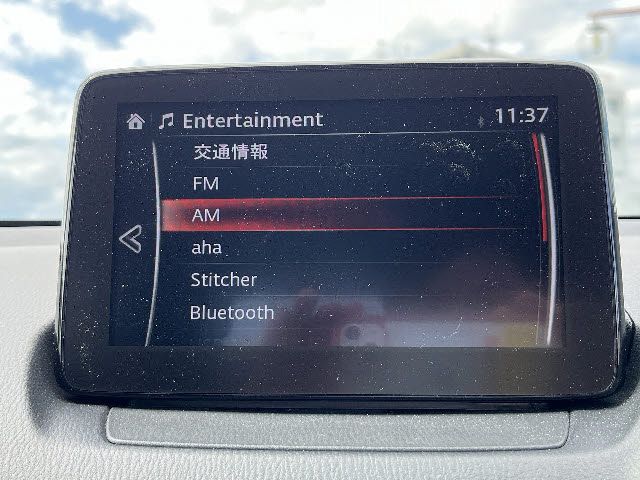 Entertainment 11:37
交通情報
FM
AM
aha
Stitcher
Bluetooth